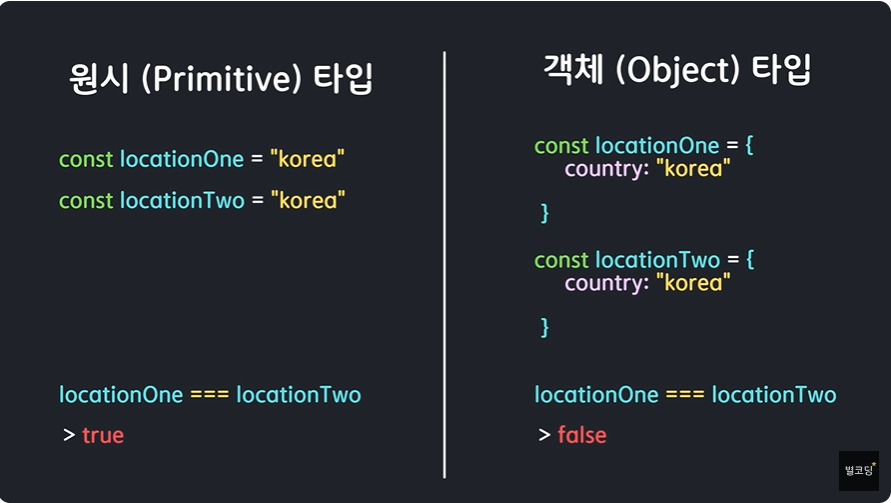 원시 (Primitive) 타입
const locationOne = "korea"
const locationTwo = "korea"
locationOne === locationTwo
> true
객체 (Object) 타입
const locationOne = {
country: "korea"
}
const locationTwo = {
country: "korea"
}
locationOne === locationTwo
> false
별코딩*